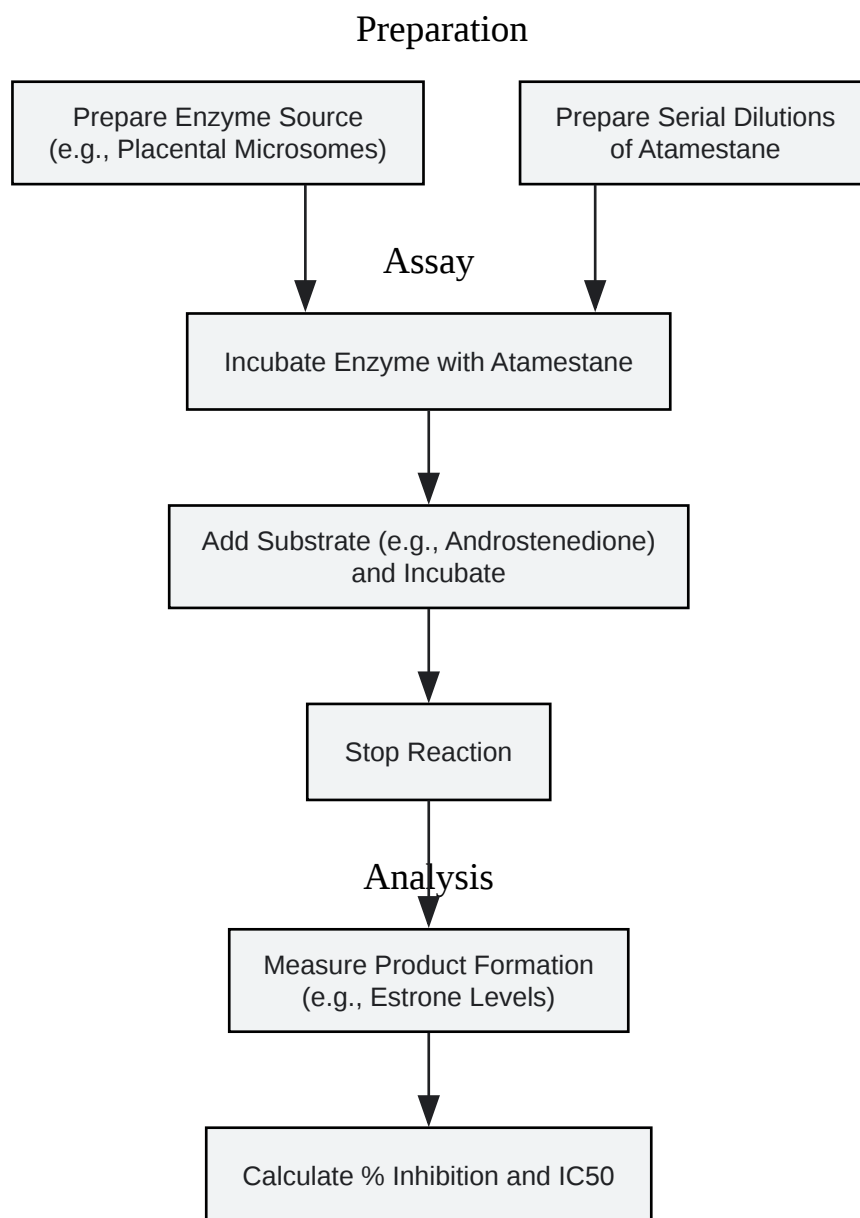 Preparation
Prepare Enzyme Source
(e.g., Placental Microsomes)
Prepare Serial Dilutions
of Atamestane
Assay
Incubate Enzyme with Atamestane
Add Substrate (e.g., Androstenedione)
and Incubate
Stop Reaction
Analysis
Measure Product Formation
(e.g., Estrone Levels)
Calculate % Inhibition and IC50